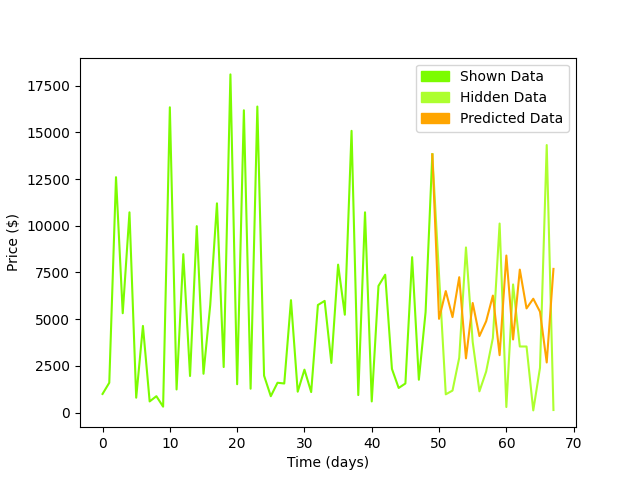 Shown Data
Hidden Data
Predicted Data
17500
15000
12500
10000
7500
5000
2500
0
Price ($)
0 10 20 30 40 50 60 70
Time (days)